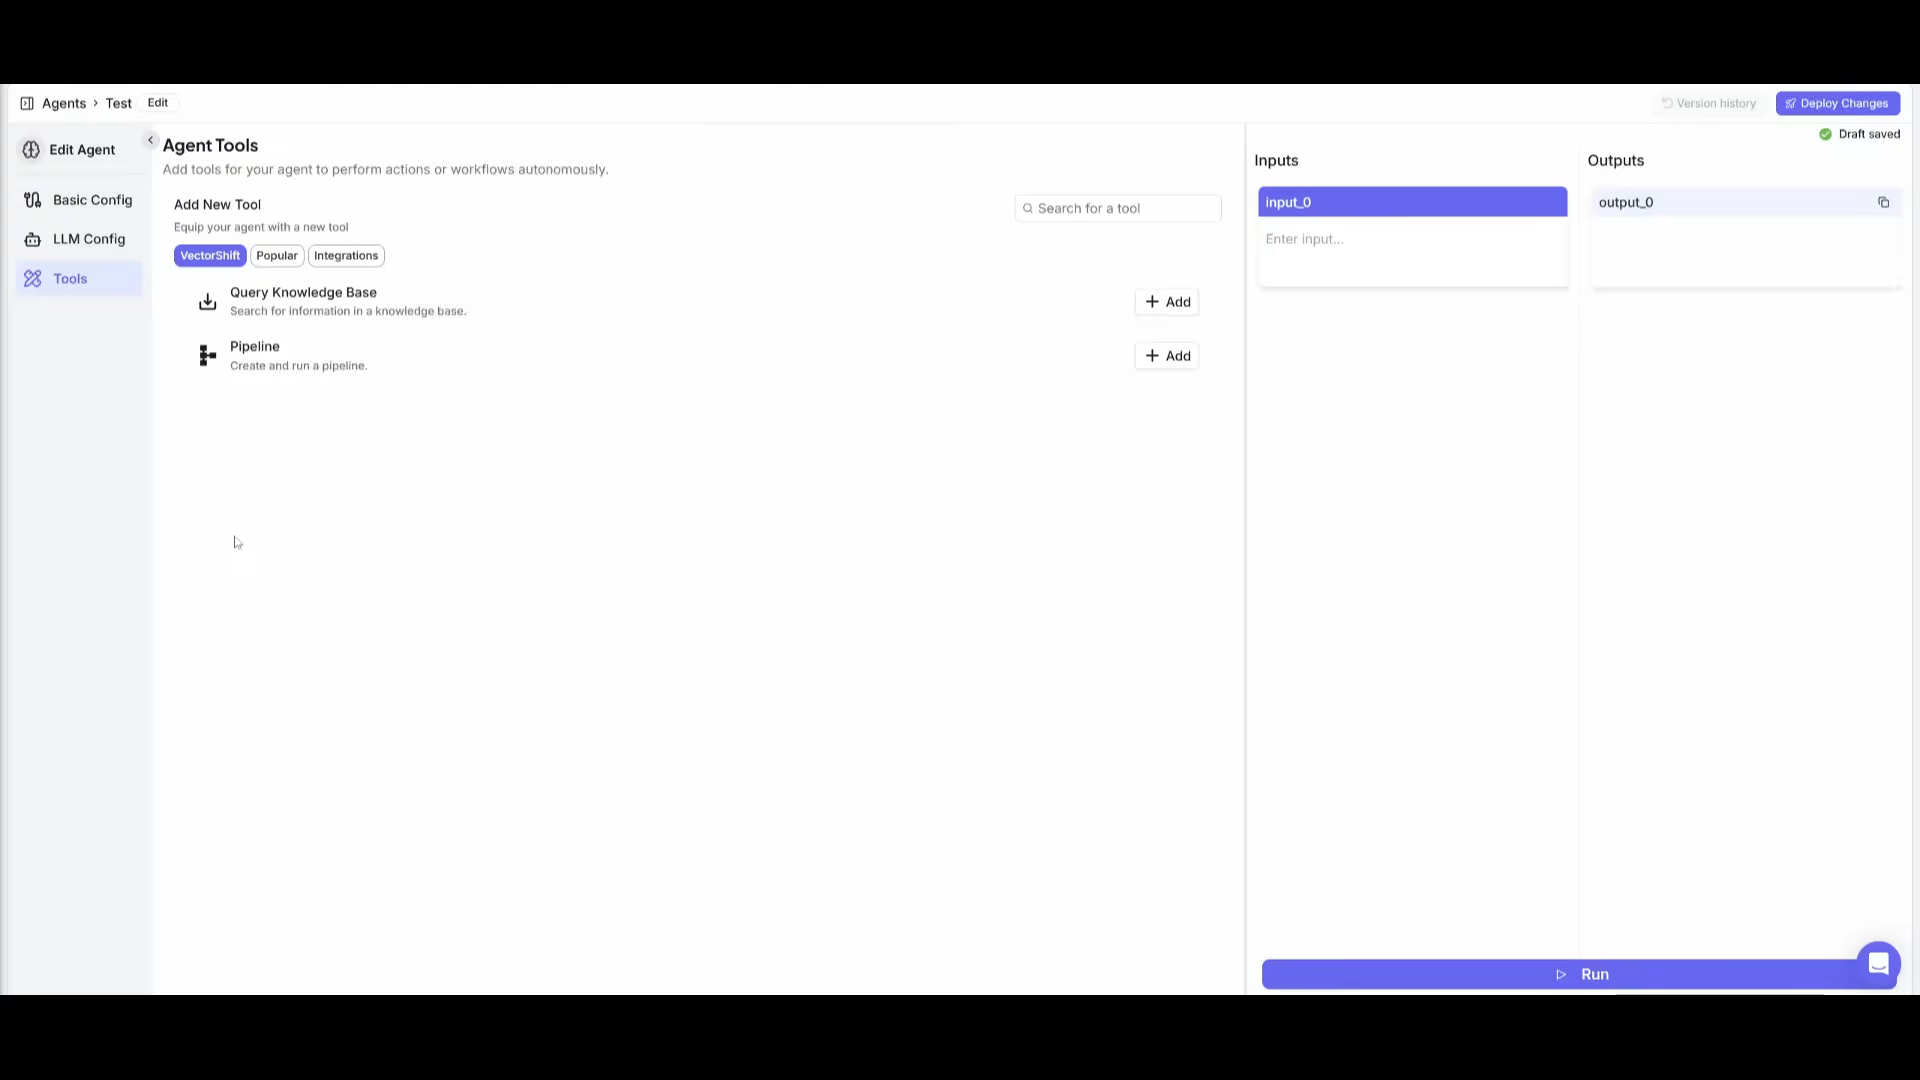 Agents › Test Edit
Version history
Deploy Changes
Draft saved
Edit Agent
Basic Config
LLM Config
Tools
Agent Tools
Add tools for your agent to perform actions or workflows autonomously.
Add New Tool
Equip your agent with a new tool
Search for a tool
VectorShift Popular Integrations
Query Knowledge Base
Search for information in a knowledge base.
+ Add
Pipeline
Create and run a pipeline.
+ Add
Inputs
input_0
Enter input...
Outputs
output_0
Run